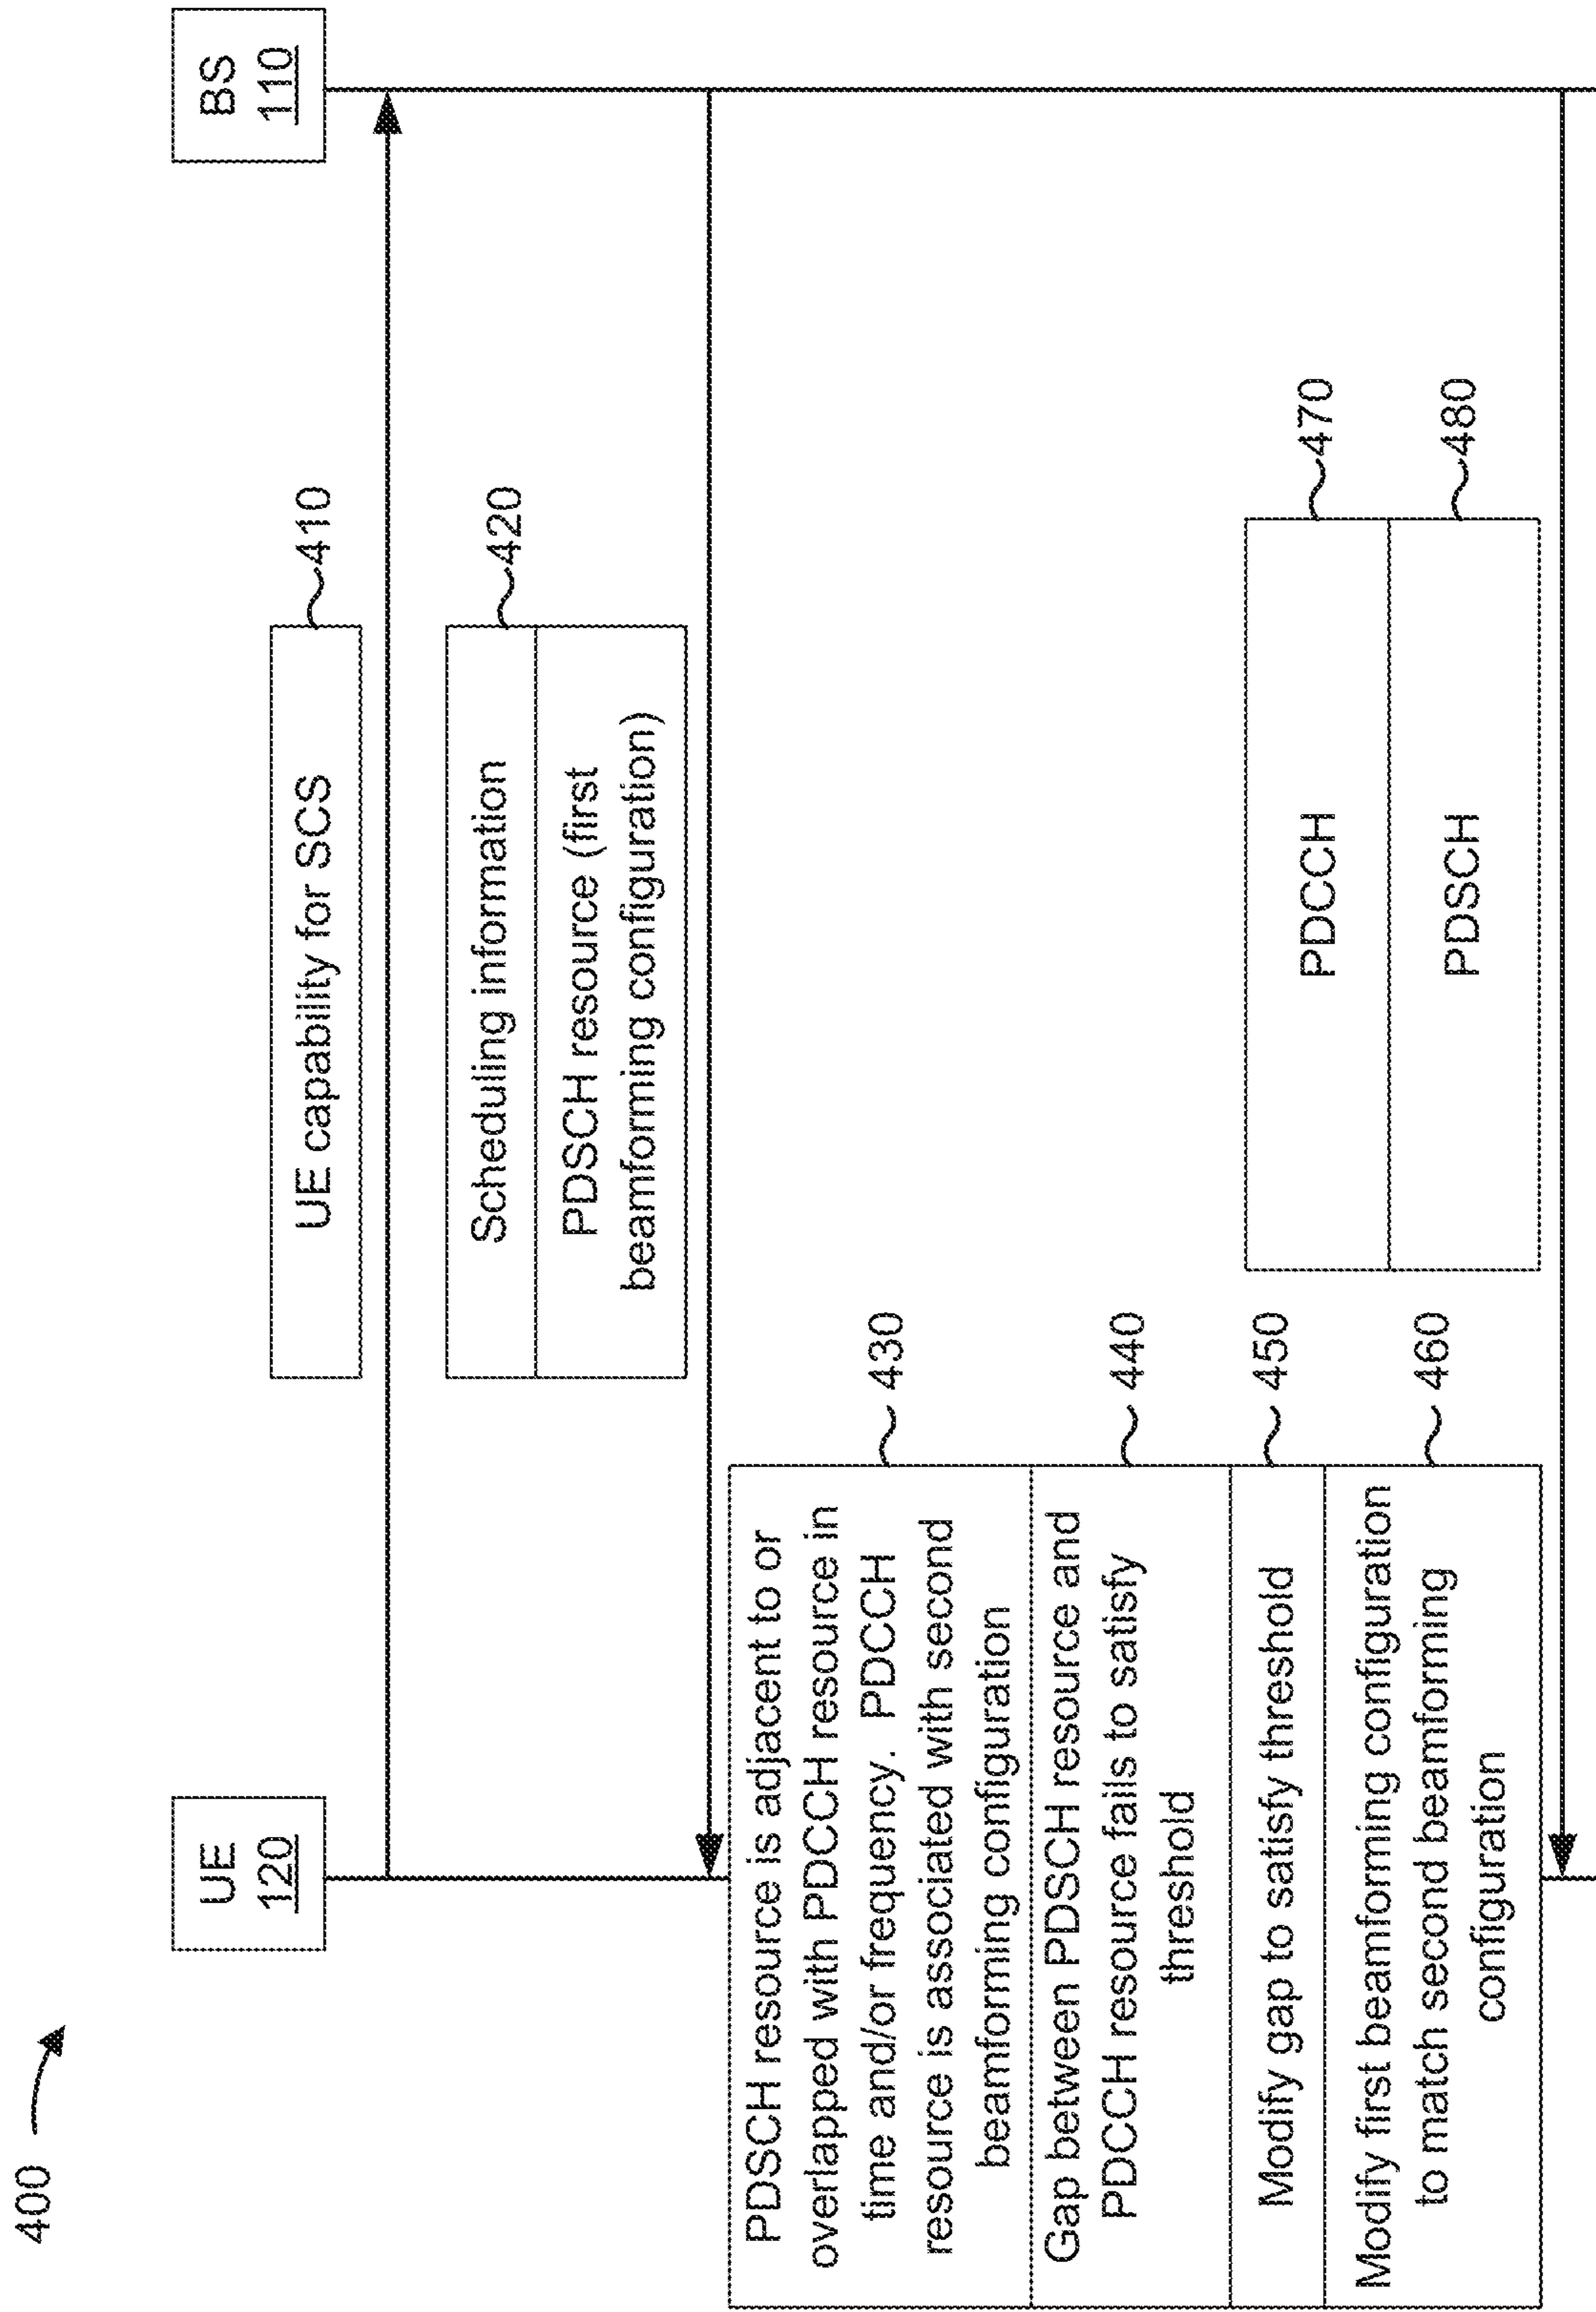 400
UE
120
BS
110
UE capability for SCS
410
Scheduling information
420
PDSCH resource (first
beamforming configuration)
PDSCH resource is adjacent to or
overlapped with PDCCH resource in
time and/or frequency. PDCCH
resource is associated with second
beamforming configuration
430
Gap between PDSCH resource and
PDCCH resource fails to satisfy
threshold
440
Modify gap to satisfy threshold
450
Modify first beamforming configuration
to match second beamforming
configuration
460
PDCCH
470
PDSCH
480